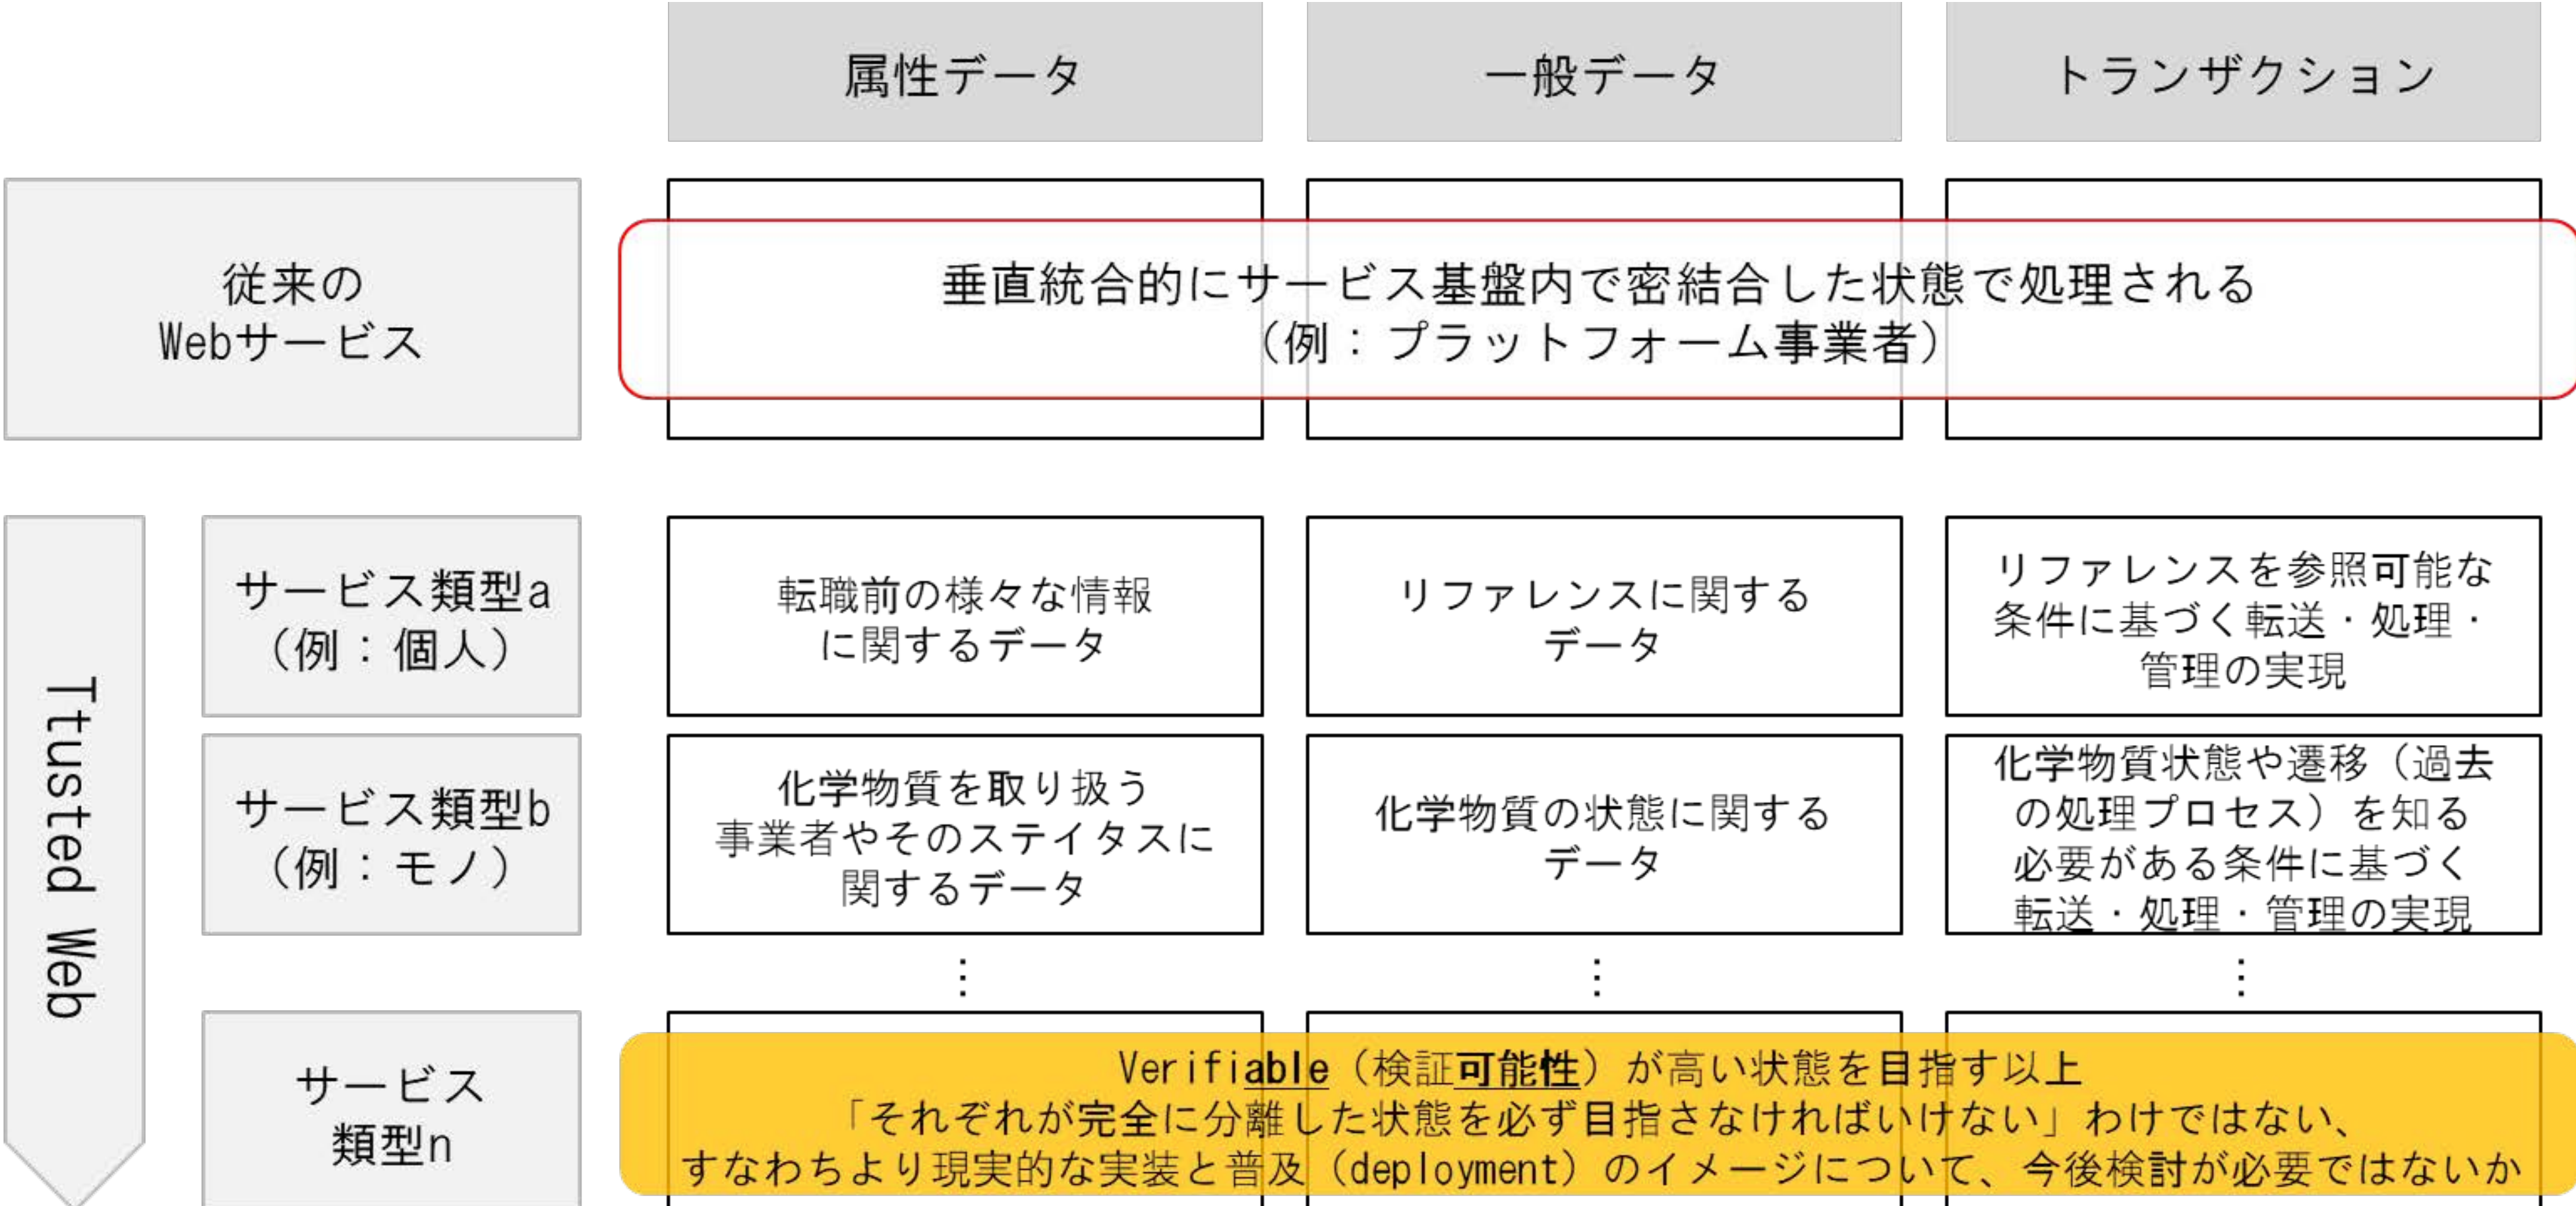 属性データ
一般データ
トランザクション
従来の
Webサービス
垂直統合的にサービス基盤内で密結合した状態で処理される
（例：プラットフォーム事業者）
Ttusted Web
サービス類型a
（例：個人）
転職前の様々な情報
に関するデータ
リファレンスに関する
データ
リファレンスを参照可能な
条件に基づく転送・処理・
管理の実現
サービス類型b
（例：モノ）
化学物質を取り扱う
事業者やそのステイタスに
関するデータ
化学物質の状態に関する
データ
化学物質状態や遷移（過去
の処理プロセス）を知る
必要がある条件に基づく
転送・処理・管理の実現
⋮
⋮
⋮
サービス
類型n
Verifiable（検証可能性）が高い状態を目指す以上
「それぞれが完全に分離した状態を必ず目指さなければいけない」わけではない、
すなわちより現実的な実装と普及（deployment）のイメージについて、今後検討が必要ではないか